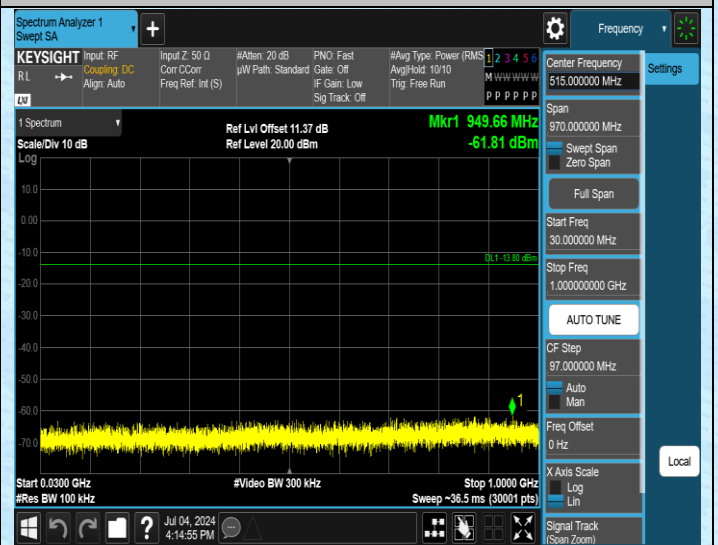 Spectrum Analyzer 1
Swept SA
+
Frequency
KEYSIGHT
RL
LXI
Input: RF
Coupling: DC
Align: Auto
Input Z: 50 Ω
Corr CCorr
Freq Ref: Int (S)
#Atten: 20 dB
µW Path: Standard
PNO: Fast
Gate: Off
IF Gain: Low
Sig Track: Off
#Avg Type: Power (RMS
Avg|Hold: 10/10
Trig: Free Run
1 2 3 4 5 6
M W W W W W
P P P P P P
1 Spectrum
Scale/Div 10 dB
Ref Lvl Offset 11.37 dB
Ref Level 20.00 dBm
Mkr1 949.66 MHz
-61.81 dBm
Log
10.0
0.00
-10.0
DL1 -13.80 dBm
-20.0
-30.0
-40.0
-50.0
-60.0
1
-70.0
Start 0.0300 GHz
#Res BW 100 kHz
#Video BW 300 kHz
Stop 1.0000 GHz
Sweep ~36.5 ms (30001 pts)
?
Jul 04, 2024
4:14:55 PM
Center Frequency
515.000000 MHz
Settings
Span
970.000000 MHz
Swept Span
Zero Span
Full Span
Start Freq
30.000000 MHz
Stop Freq
1.000000000 GHz
AUTO TUNE
CF Step
97.000000 MHz
Auto
Man
Freq Offset
0 Hz
Local
X Axis Scale
Log
Lin
Signal Track
(Span Zoom)